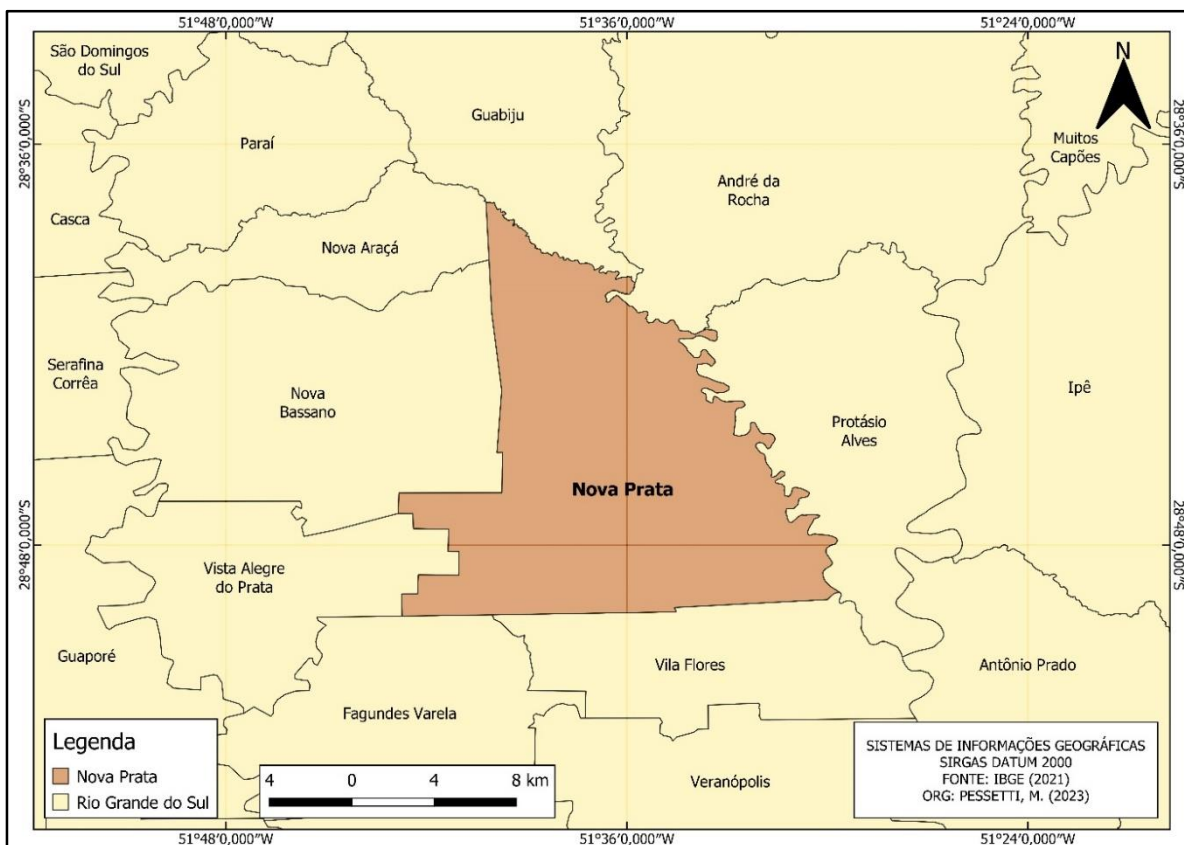 51°48'0,000"W
51°36'0,000"W
51°24'0,000"W
São Domingos
do Sul
N
Guabiju
28°36'0,000"S
28°36'0,000"S
Paraí
Muitos
Capões
André da
Rocha
Casca
Nova Araçá
Serafina
Corrêa
Ipê
Nova
Bassano
Protásio
Alves
Nova Prata
28°48'0,000"S
28°48'0,000"S
Vista Alegre
do Prata
Guaporé
Vila Flores
Antônio Prado
Fagundes Varela
Legenda
Nova Prata
Rio Grande do Sul
4 0 4 8 km
Veranópolis
SISTEMAS DE INFORMAÇÕES GEOGRÁFICAS
SIRGAS DATUM 2000
FONTE: IBGE (2021)
ORG: PESSETTI, M. (2023)
51°48'0,000"W
51°36'0,000"W
51°24'0,000"W